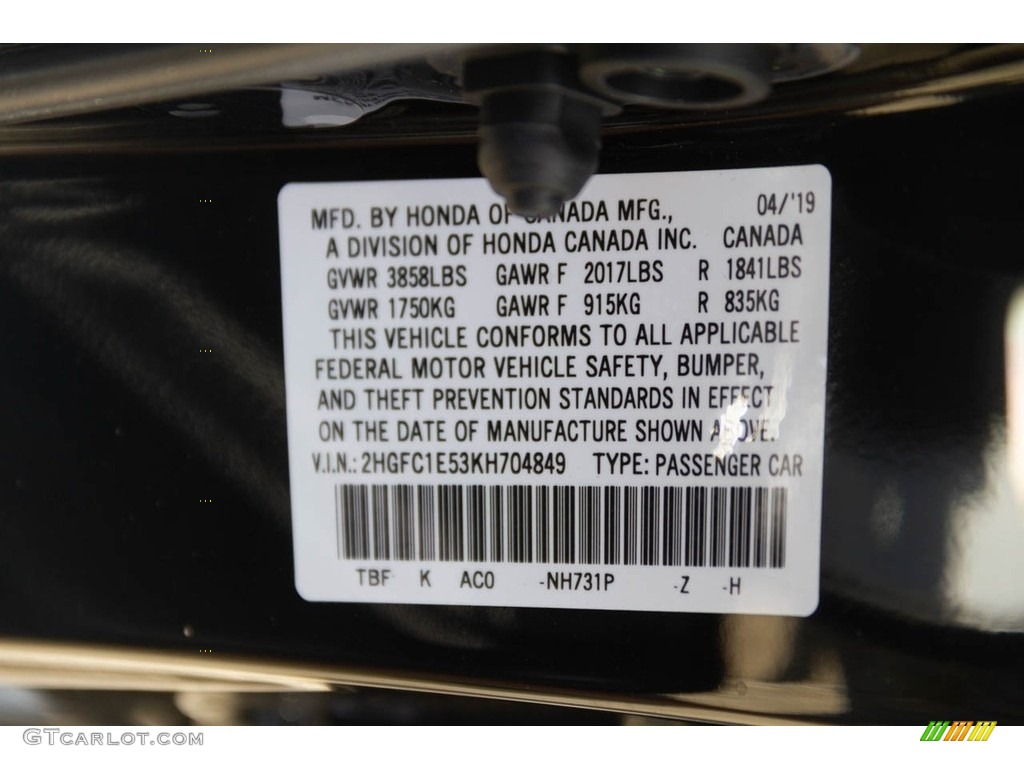 MFD. BY HONDA OF CANADA MFG., 04/'19
A DIVISION OF HONDA CANADA INC. CANADA
GVWR 3858LBS GAWR F 2017LBS R 1841LBS
GVWR 1750KG GAWR F 915KG R 835KG
THIS VEHICLE CONFORMS TO ALL APPLICABLE
FEDERAL MOTOR VEHICLE SAFETY, BUMPER,
AND THEFT PREVENTION STANDARDS IN EFFECT
ON THE DATE OF MANUFACTURE SHOWN ABOVE.
V.I.N.: 2HGFC1E53KH704849 TYPE: PASSENGER CAR
TBF K AC0 -NH731P -Z -H
GTCarlot.com